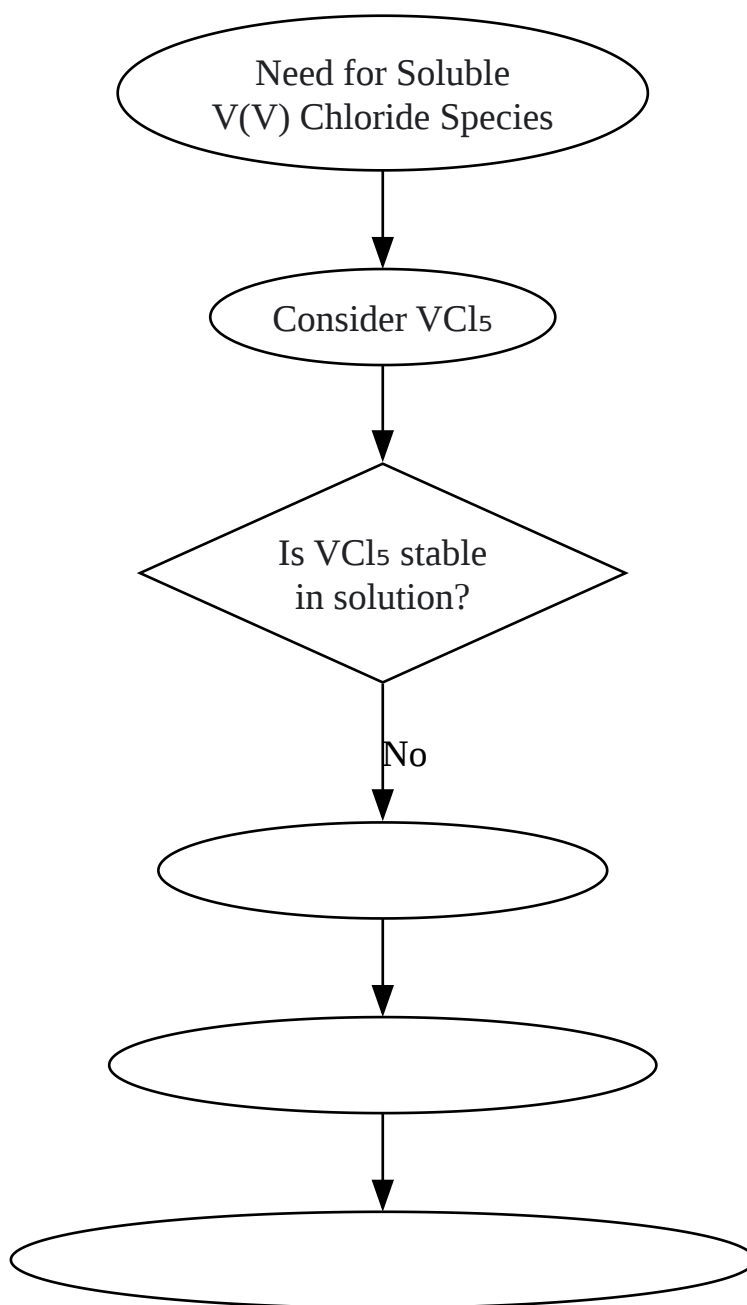 Need for Soluble
V(V) Chloride Species
Consider VCl₅
Is VCl₅ stable
in solution?
No